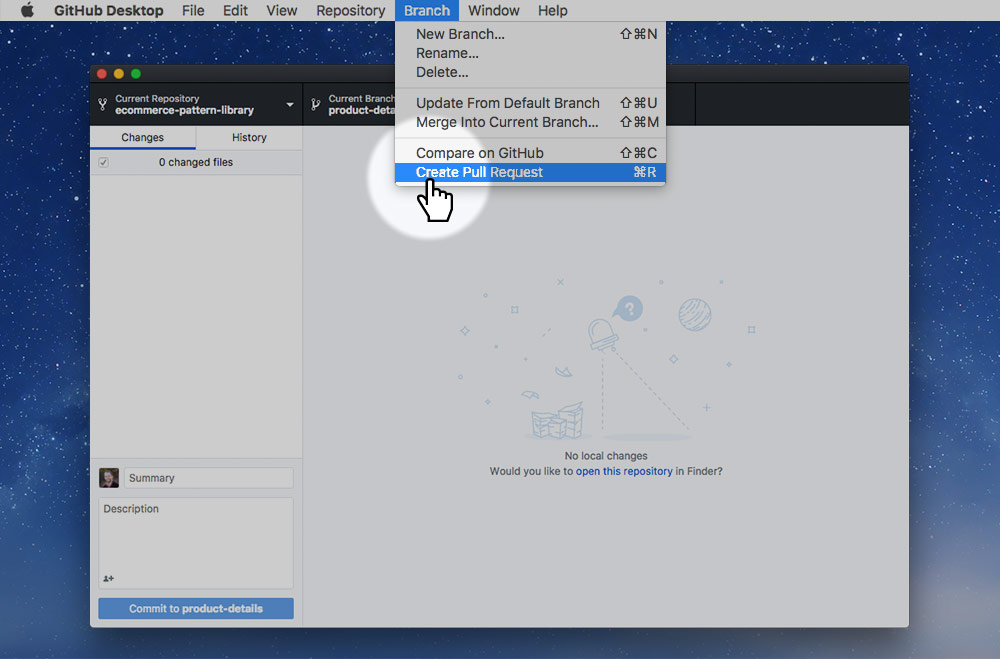 GitHub Desktop File Edit View Repository Branch Window Help
New Branch... ⇧⌘N
Rename...
Delete...
Update From Default Branch ⇧⌘U
Merge Into Current Branch... ⇧⌘M
Compare on GitHub ⇧⌘C
Create Pull Request ⌘R
Current Repository
ecommerce-pattern-library
Current Branch
Changes History
0 changed files
?
No local changes
Would you like to open this repository in Finder?
Summary
Description
Commit to product-details